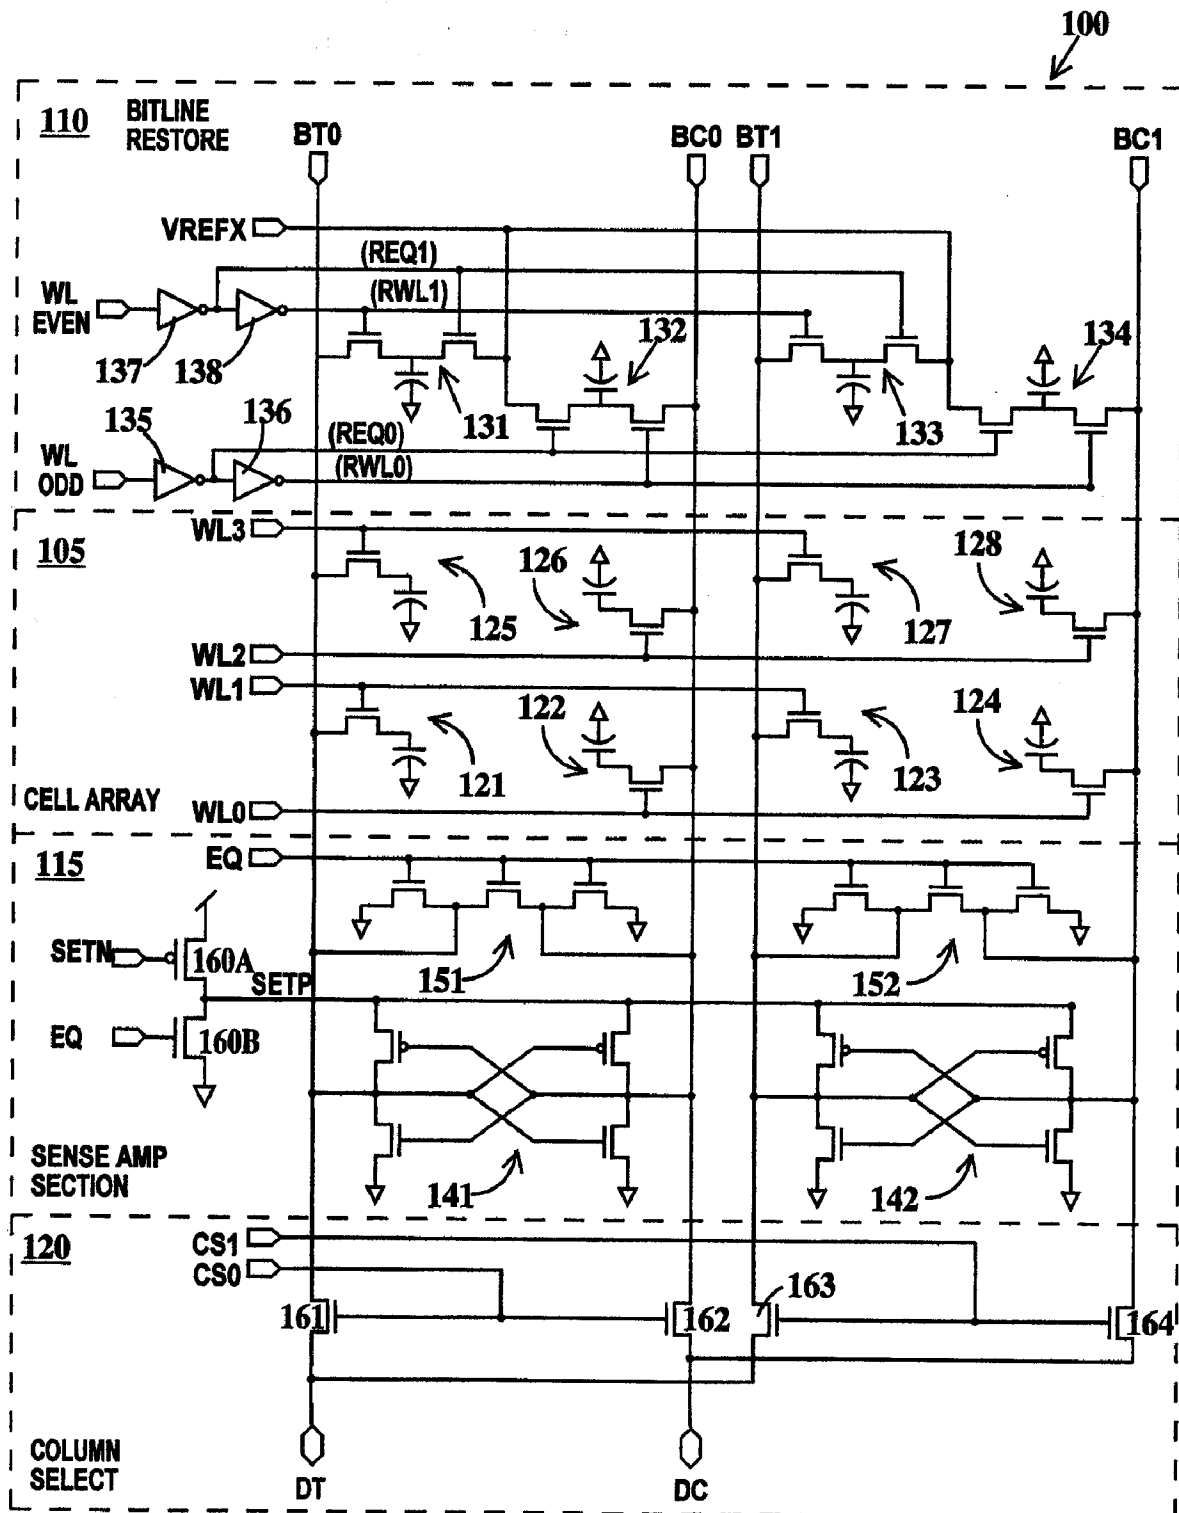 100
110 BITLINE
RESTORE
BT0 BC0 BT1 BC1
VREFX
(REQ1)
WL
EVEN
(RWL1)
137 138 131 132 133 134
135 136
(REQ0)
WL
ODD
(RWL0)
105
WL3
125 126 127 128
WL2
WL1
121 122 123 124
CELL ARRAY
WL0
115
EQ
SETN 160A
SETP
151 152
EQ 160B
SENSE AMP
SECTION
141 142
120
CS1
CS0
161 162 163 164
COLUMN
SELECT
DT DC